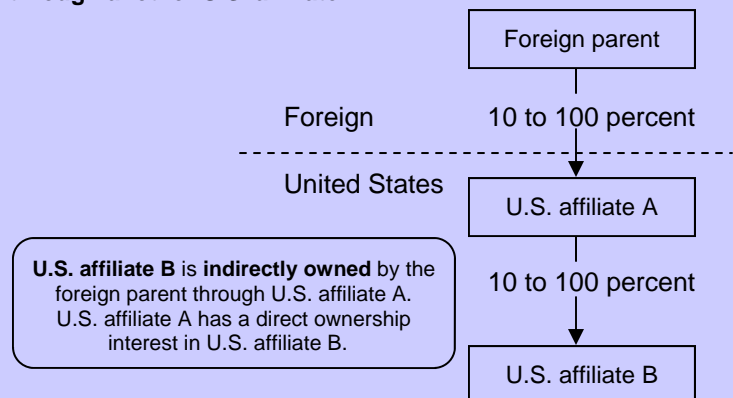 Foreign parent
Foreign
10 to 100 percent
United States
U.S. affiliate A
U.S. affiliate B is indirectly owned by the
foreign parent through U.S. affiliate A.
U.S. affiliate A has a direct ownership
interest in U.S. affiliate B.
10 to 100 percent
U.S. affiliate B